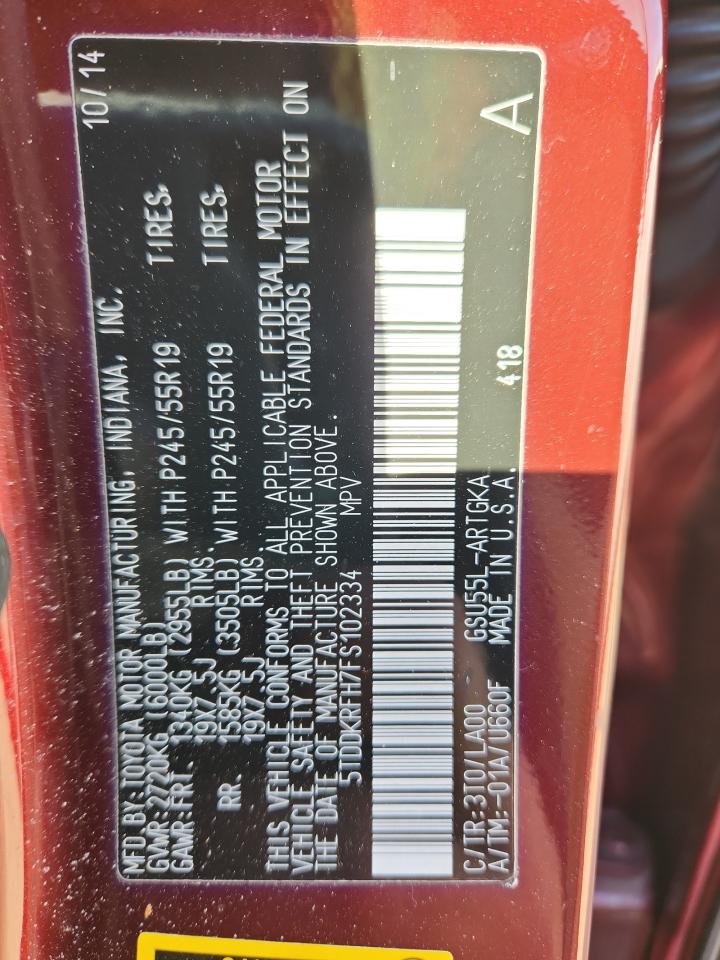 MFD.BY:TOYOTA MOTOR MANUFACTURING, INDIANA, INC. 10/14
GVWR:2720KG (6000LB)
GAWR:FRT. 1340KG (2955LB) WITH P245/55R19 TIRES,
19X7.5J RIMS.
RR. 1585KG (3505LB) WITH P245/55R19 TIRES,
19X7.5J RIMS.
THIS VEHICLE CONFORMS TO ALL APPLICABLE FEDERAL MOTOR
VEHICLE SAFETY AND THEFT PREVENTION STANDARDS IN EFFECT ON
THE DATE OF MANUFACTURE SHOWN ABOVE.
5TDDKRFH7FS102334 MPV
C/TR:3T0/LA00 GSU55L-ARTGKA
A/TM:-01A/U660F MADE IN U.S.A. 418 A